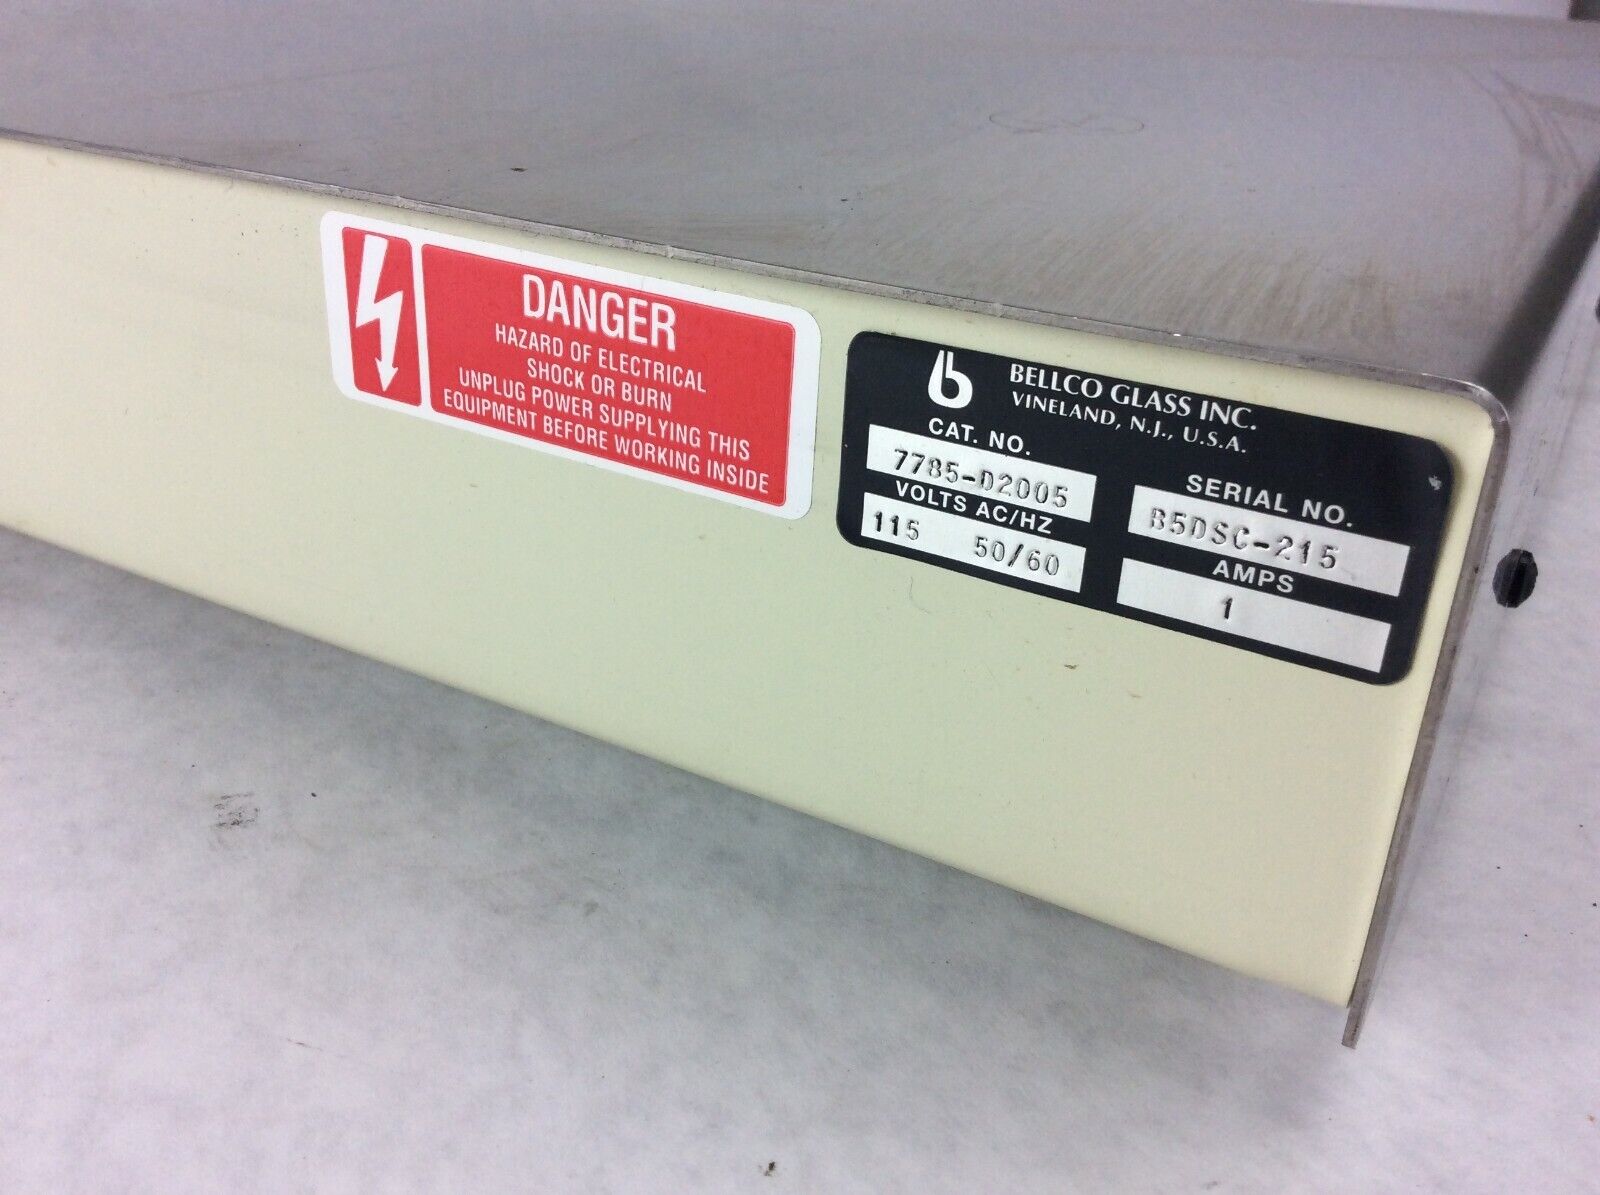 DANGER
HAZARD OF ELECTRICAL
SHOCK OR BURN
UNPLUG POWER SUPPLYING THIS
EQUIPMENT BEFORE WORKING INSIDE
b
BELLCO GLASS INC.
VINELAND, N.J., U.S.A.
CAT. NO.
7785-D2005
SERIAL NO.
B5DSC-215
VOLTS AC/HZ
115 50/60
AMPS
1